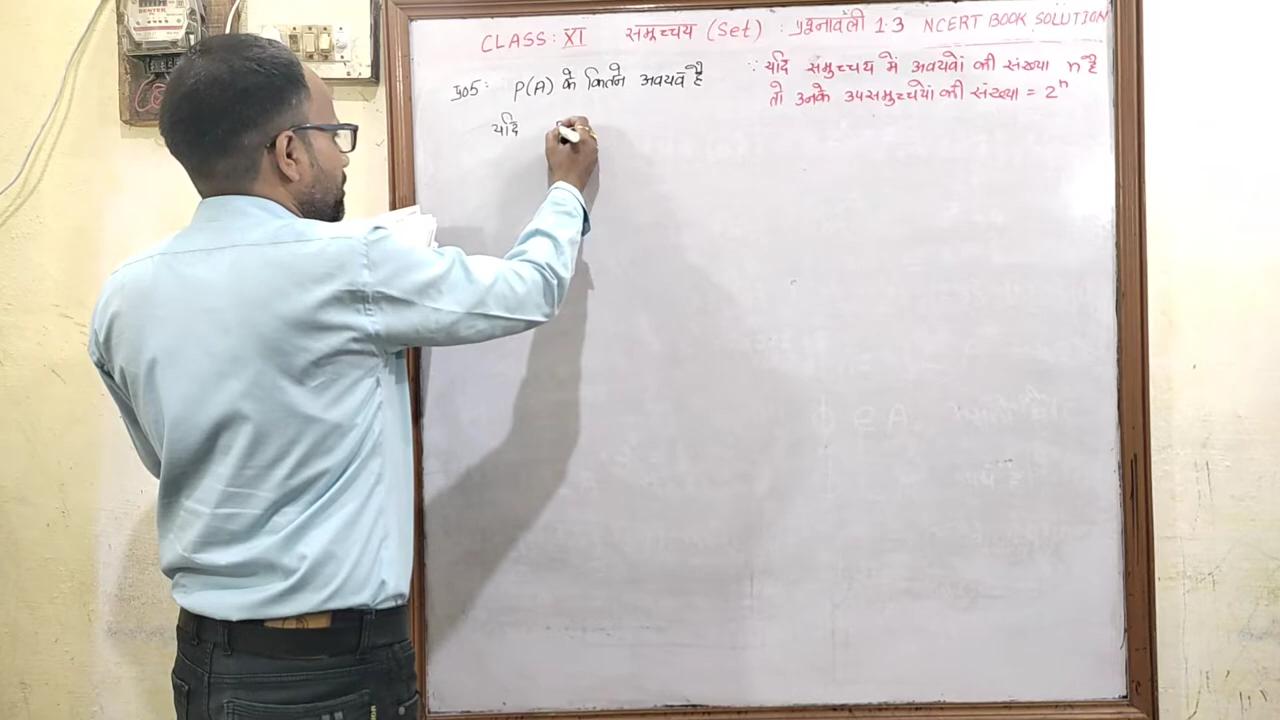 CLASS: XI समुच्चय (Set) : प्रश्नावली 1.3 NCERT BOOK SOLUTION
प्र05: P(A) के कितने अवयव है
यदि
∵ यदि समुच्चय में अवयवों की संख्या n है
तो उनके उपसमुच्चयों की संख्या = 2ⁿ